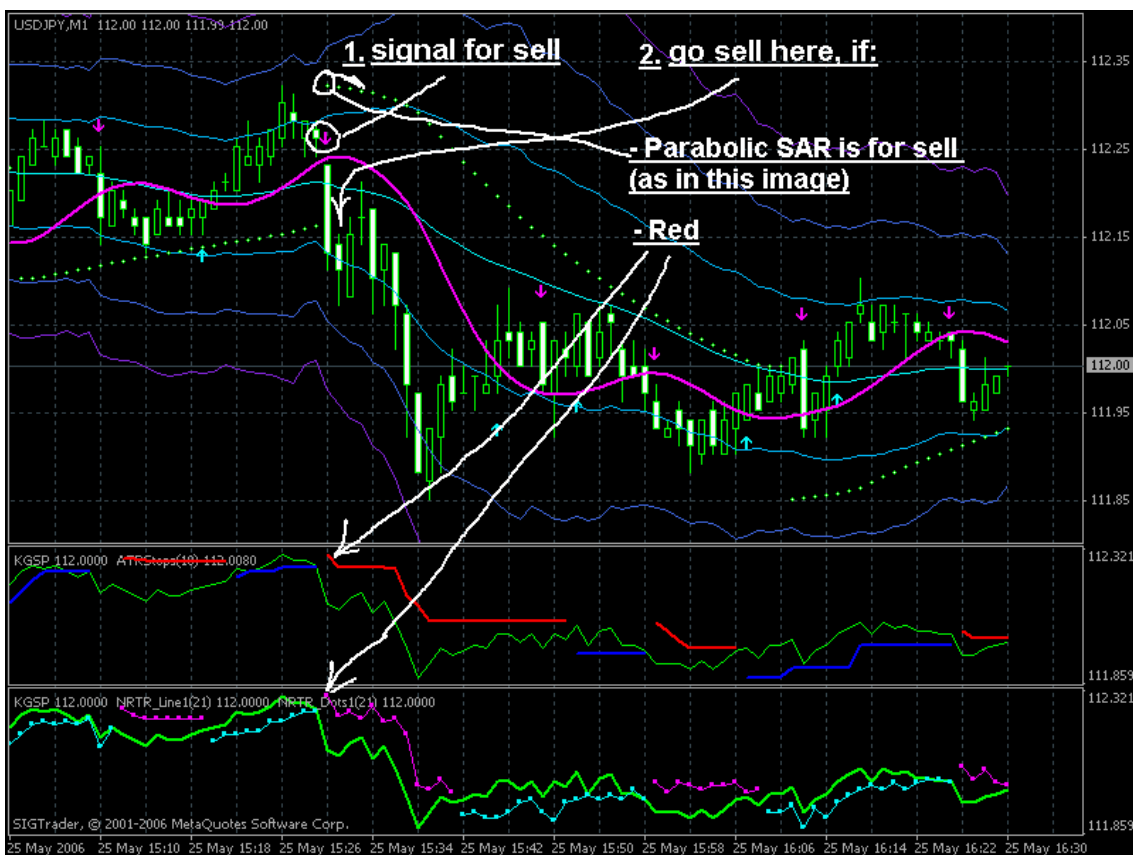 USDJPY,M1 112.00 112.00 111.99 112.00
1. signal for sell
2. go sell here, if:
- Parabolic SAR is for sell
(as in this image)
- Red
112.35
112.25
112.15
112.05
112.00
111.95
111.85
KGSP 112.0000 ATRStops(10) 112.0080
112.321
111.859
KGSP 112.0000 NRTR_Line1(21) 112.0000 NRTR_Dots1(21) 112.0000
112.321
111.859
SIGTrader, © 2001-2006 MetaQuotes Software Corp.
25 May 2006 25 May 15:10 25 May 15:18 25 May 15:26 25 May 15:34 25 May 15:42 25 May 15:50 25 May 15:58 25 May 16:06 25 May 16:14 25 May 16:22 25 May 16:30